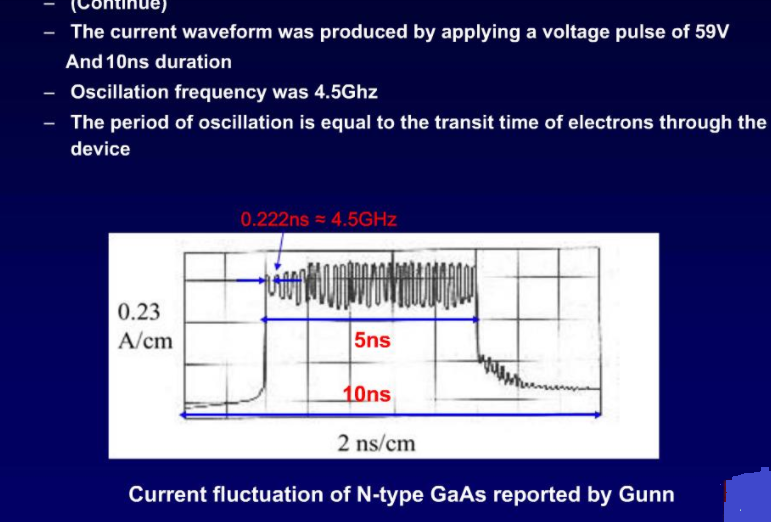 – (Continue)
– The current waveform was produced by applying a voltage pulse of 59V
And 10ns duration
– Oscillation frequency was 4.5Ghz
– The period of oscillation is equal to the transit time of electrons through the
device
0.222ns ≈ 4.5GHz
0.23
A/cm
5ns
10ns
2 ns/cm
Current fluctuation of N-type GaAs reported by Gunn